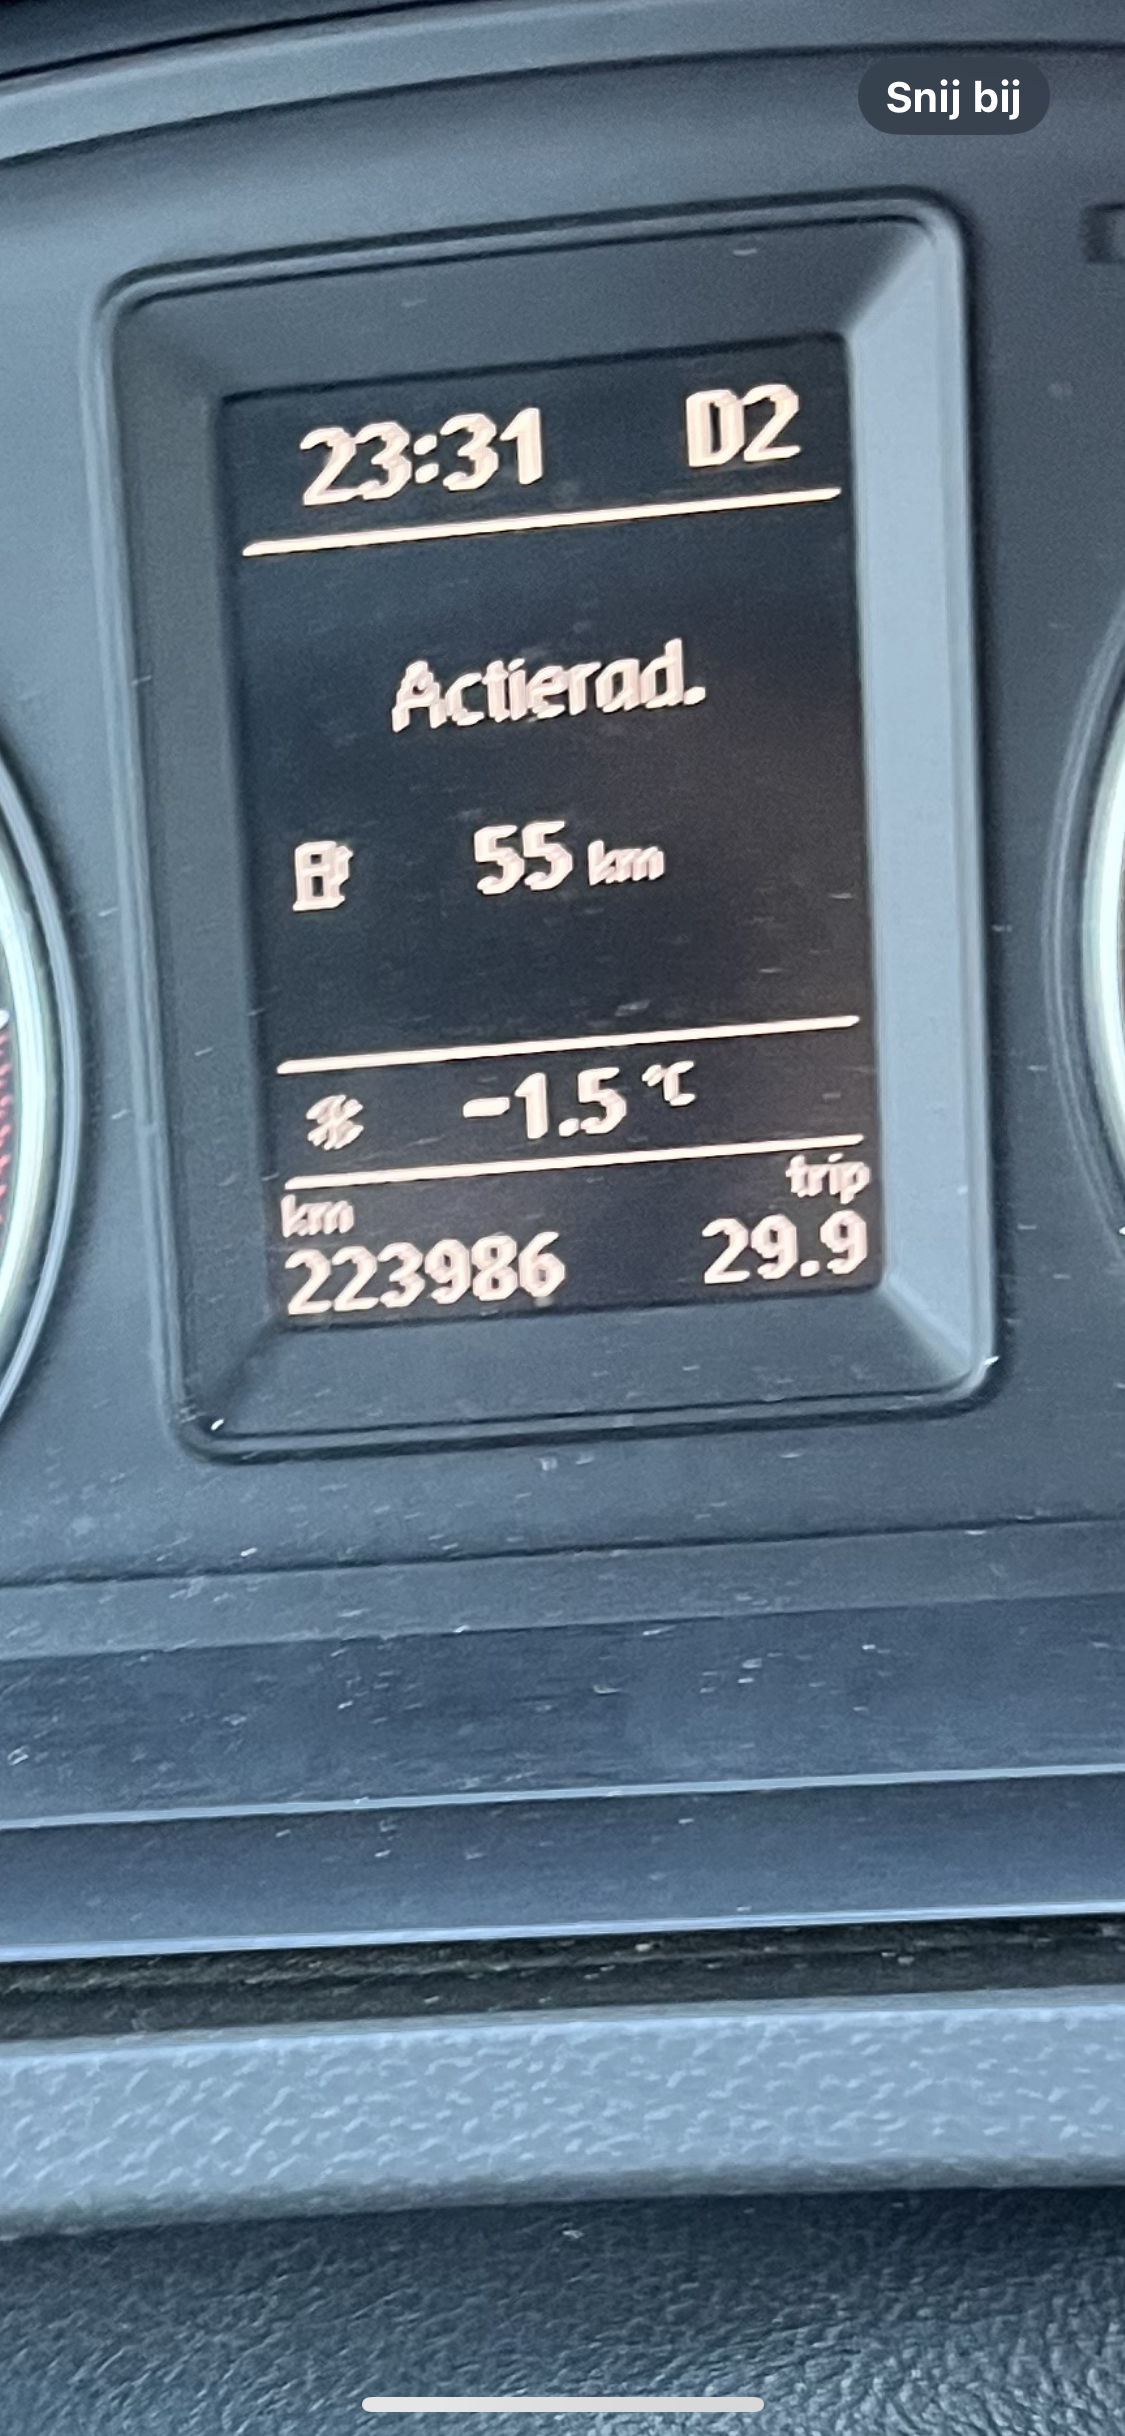 Snij bij
23:31 D2
Actierad.
55 km
-1.5 °C
km trip
223986 29.9